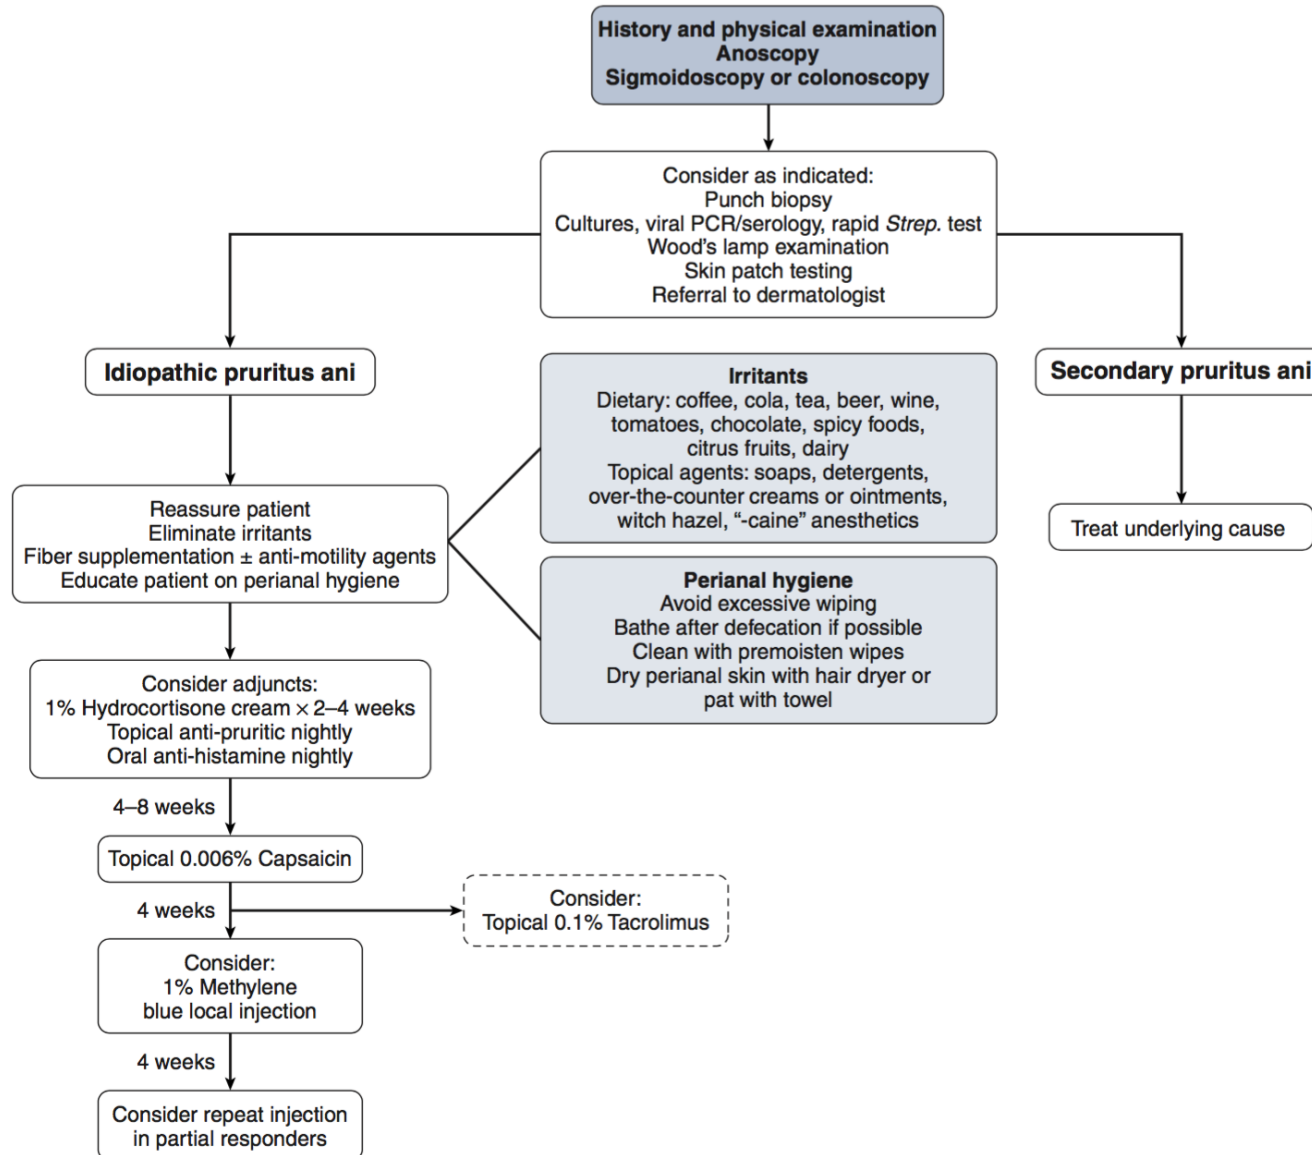 History and physical examination
Anoscopy
Sigmoidoscopy or colonoscopy
Consider as indicated:
Punch biopsy
Cultures, viral PCR/serology, rapid Strep. test
Wood's lamp examination
Skin patch testing
Referral to dermatologist
Idiopathic pruritus ani
Secondary pruritus ani
Irritants
Dietary: coffee, cola, tea, beer, wine,
tomatoes, chocolate, spicy foods,
citrus fruits, dairy
Topical agents: soaps, detergents,
over-the-counter creams or ointments,
witch hazel, “-caine” anesthetics
Reassure patient
Eliminate irritants
Fiber supplementation ± anti-motility agents
Educate patient on perianal hygiene
Treat underlying cause
Perianal hygiene
Avoid excessive wiping
Bathe after defecation if possible
Clean with premoisten wipes
Dry perianal skin with hair dryer or
pat with towel
Consider adjuncts:
1% Hydrocortisone cream × 2–4 weeks
Topical anti-pruritic nightly
Oral anti-histamine nightly
4–8 weeks
Topical 0.006% Capsaicin
4 weeks
Consider:
Topical 0.1% Tacrolimus
Consider:
1% Methylene
blue local injection
4 weeks
Consider repeat injection
in partial responders